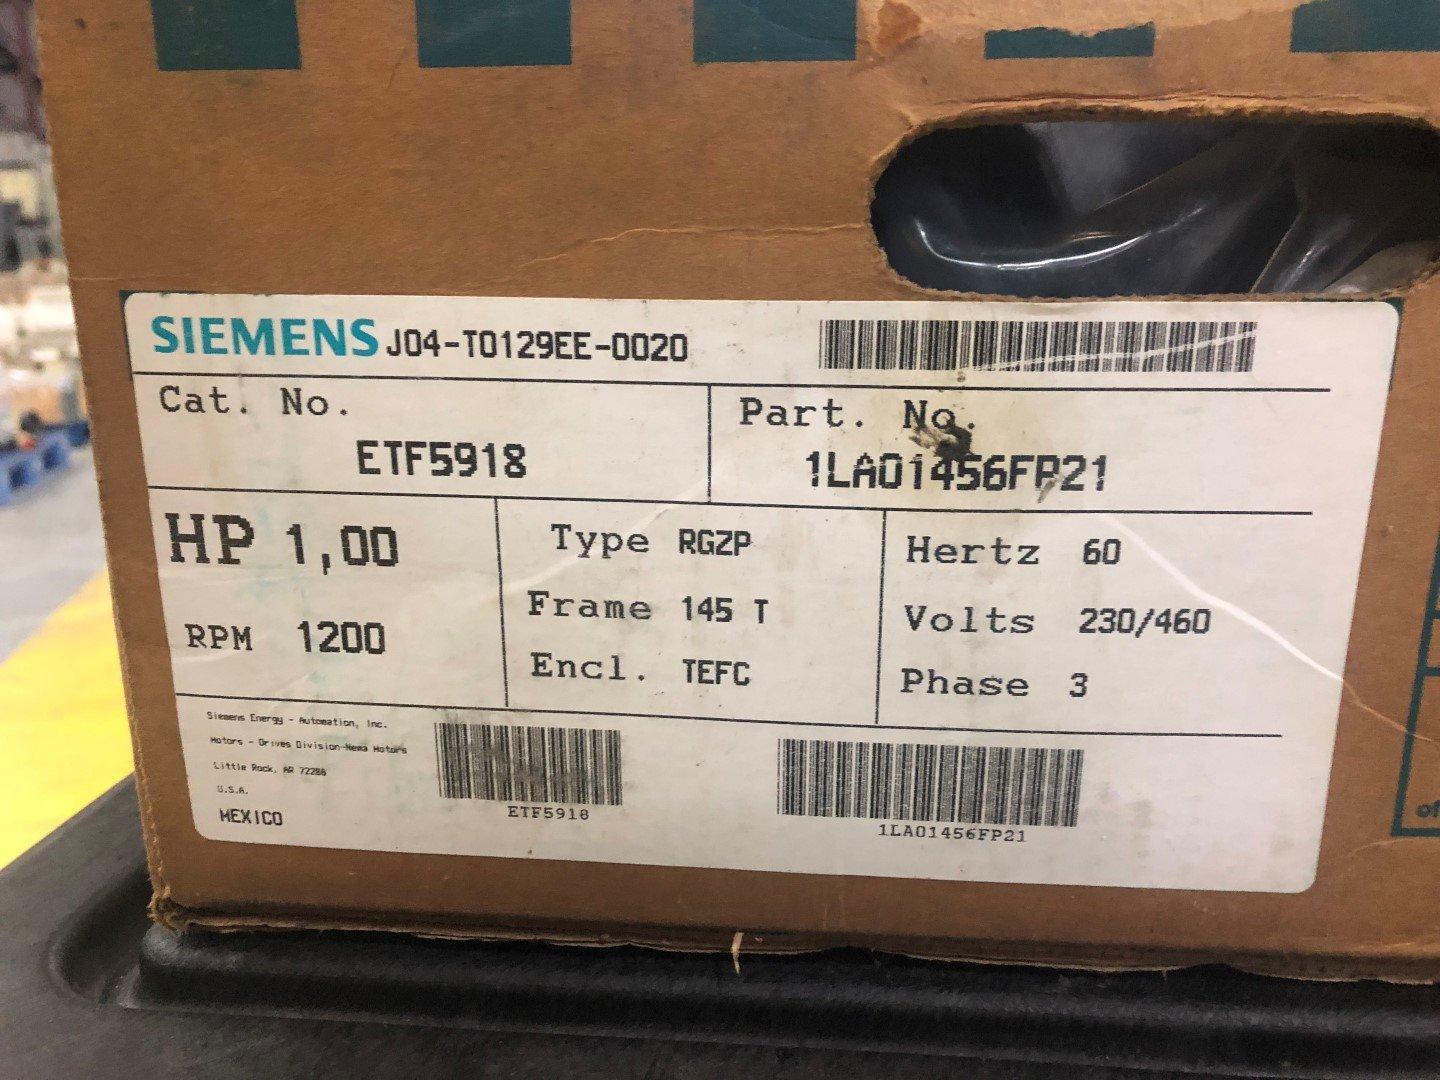 SIEMENS J04-T0129EE-0020
Cat. No.
ETF5918
Part. No.
1LA01456FP21
HP 1,00
RPM 1200
Type RGZP
Frame 145 T
Encl. TEFC
Hertz 60
Volts 230/460
Phase 3
Siemens Energy - Automation, Inc.
Motors - Drives Division-Nema Motors
Little Rock, AR 72286
U.S.A.
MEXICO
ETF5918
1LA01456FP21
of